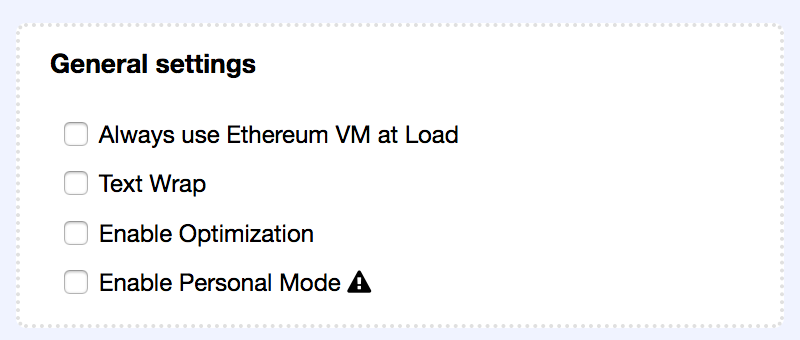 General settings
Always use Ethereum VM at Load
Text Wrap
Enable Optimization
Enable Personal Mode